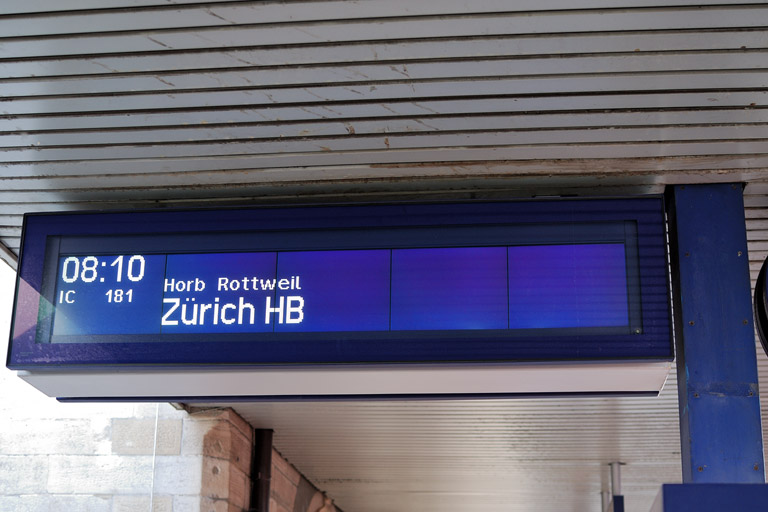 08:10
IC 181
Horb Rottweil
Zürich HB